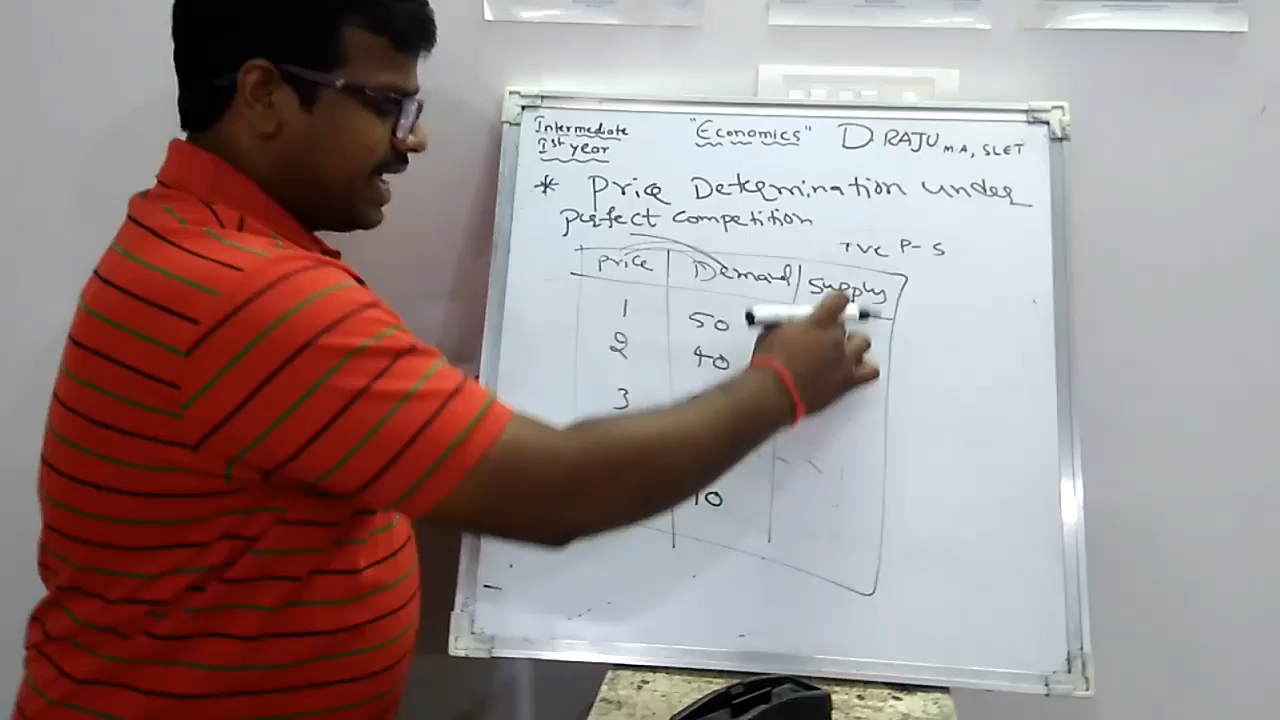 Intermediate "Economics" D RAJU M.A, SLET
Ist year
* Price Determination under
perfect competition
TVC P-S
price Demand supply
1 50
2 40
3
10